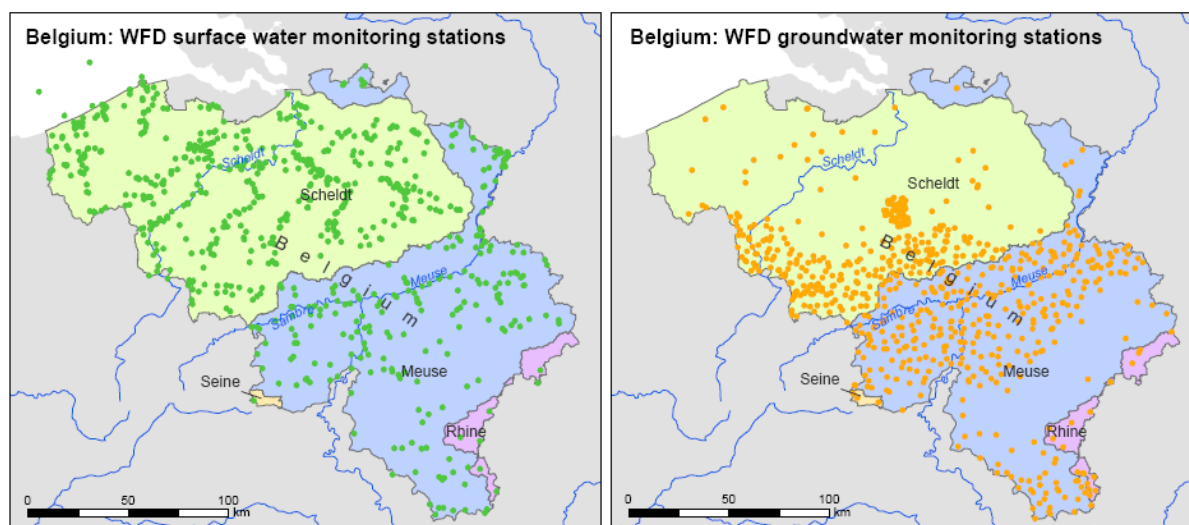 Belgium: WFD surface water monitoring stations
Scheldt
Scheldt
Belgium
Meuse
Sambre
Seine
Meuse
Rhine
0 50 100
km
Belgium: WFD groundwater monitoring stations
Scheldt
Scheldt
Belgium
Meuse
Sambre
Seine
Meuse
Rhine
0 50 100
km